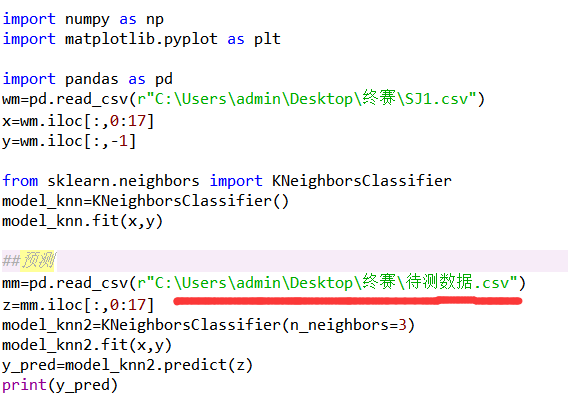 import numpy as np
import matplotlib.pyplot as plt
import pandas as pd
wm=pd.read_csv(r"C:\Users\admin\Desktop\终赛\SJ1.csv")
x=wm.iloc[:,0:17]
y=wm.iloc[:,-1]
from sklearn.neighbors import KNeighborsClassifier
model_knn=KNeighborsClassifier()
model_knn.fit(x,y)
##预测
mm=pd.read_csv(r"C:\Users\admin\Desktop\终赛\待测数据.csv")
z=mm.iloc[:,0:17]
model_knn2=KNeighborsClassifier(n_neighbors=3)
model_knn2.fit(x,y)
y_pred=model_knn2.predict(z)
print(y_pred)